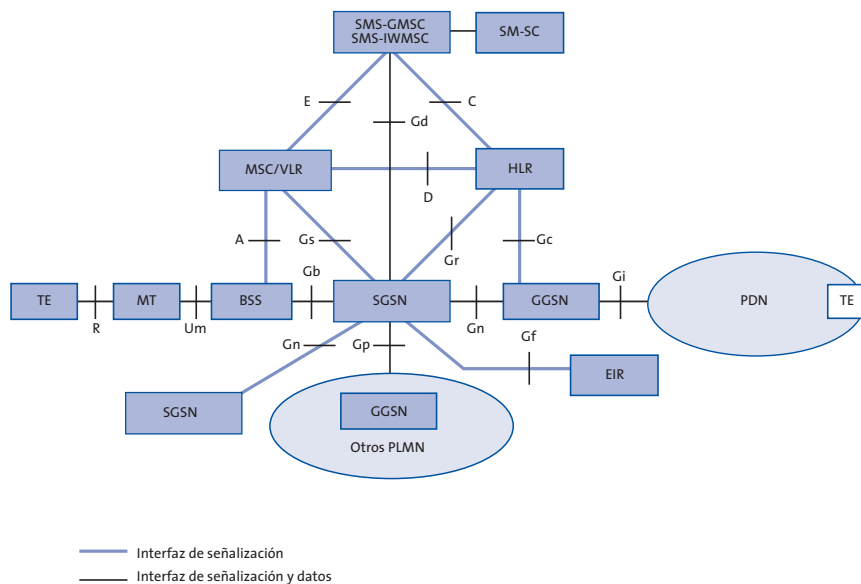 SMS-GMSC
SMS-IWMSC
SM-SC
E
C
Gd
MSC/VLR
HLR
D
A
Gs
Gr
Gc
Gb
Gi
TE
MT
BSS
SGSN
GGSN
PDN
TE
R
Um
Gn
Gn
Gp
Gf
EIR
SGSN
GGSN
Otros PLMN
Interfaz de señalización
Interfaz de señalización y datos